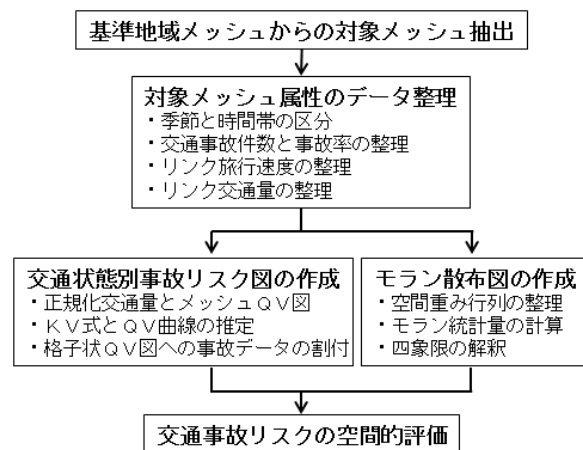 基準地域メッシュからの対象メッシュ抽出
対象メッシュ属性のデータ整理
・季節と時間帯の区分
・交通事故件数と事故率の整理
・リンク旅行速度の整理
・リンク交通量の整理
交通状態別事故リスク図の作成
・正規化交通量とメッシュQV図
・KV式とQV曲線の推定
・格子状QV図への事故データの割付
モラン散布図の作成
・空間重み行列の整理
・モラン統計量の計算
・四象限の解釈
交通事故リスクの空間的評価